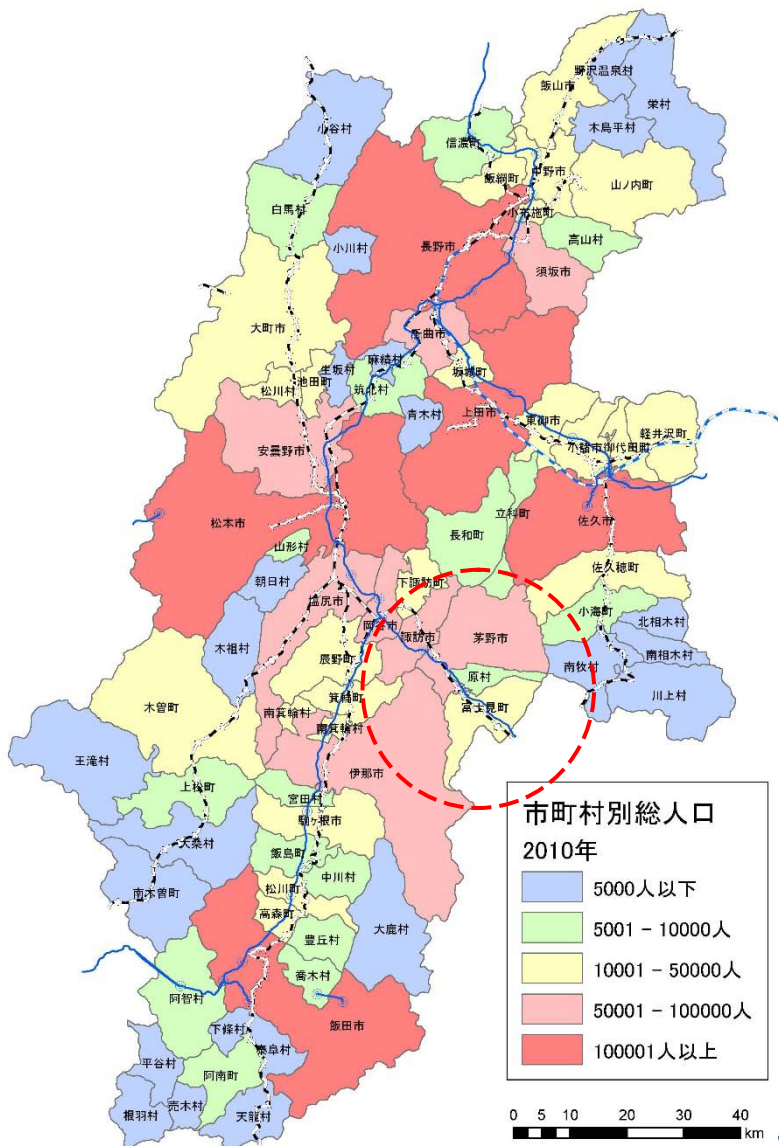 野沢温泉村
飯山市
栄村
小谷村
木島平村
信濃町
中野市
飯綱町
山ノ内町
白馬村
小布施町
高山村
小川村
長野市
須坂市
大町市
千曲市
麻績村
生坂村
坂城町
池田町
松川村
筑北村
青木村
上田市
東御市
軽井沢町
小諸市
御代田町
安曇野市
松本市
立科町
佐久市
長和町
山形村
佐久穂町
朝日村
下諏訪町
小海町
塩尻市
岡谷市
諏訪市
茅野市
北相木村
木祖村
南相木村
辰野町
原村
南牧村
川上村
木曽町
箕輪町
富士見町
南箕輪村
南箕輪村
王滝村
伊那市
上松町
宮田村
駒ヶ根市
大桑村
飯島町
中川村
南木曽町
松川町
高森町
大鹿村
豊丘村
喬木村
阿智村
飯田市
下條村
泰阜村
平谷村
阿南町
売木村
根羽村
天龍村
市町村別総人口
2010年
5000人以下
5001 - 10000人
10001 - 50000人
50001 - 100000人
100001人以上
0 5 10 20 30 40
km